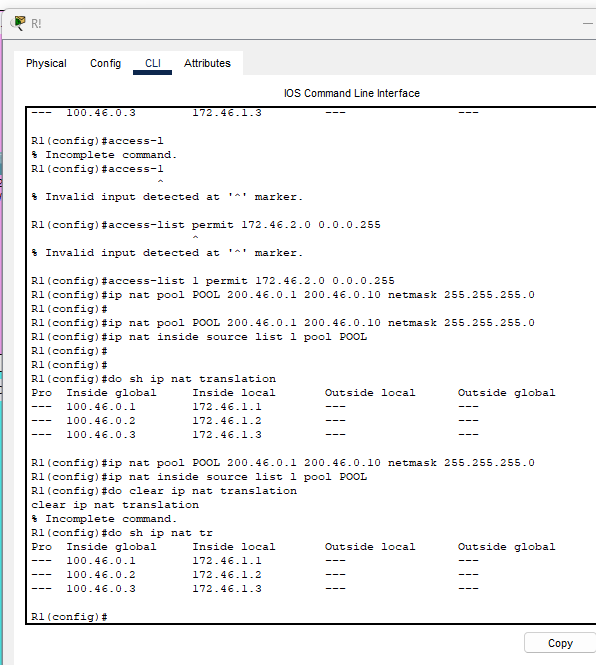 R!
Physical Config CLI Attributes
IOS Command Line Interface
--- 100.46.0.3 172.46.1.3 --- ---
R1(config)#access-l
% Incomplete command.
R1(config)#access-l
^
% Invalid input detected at '^' marker.
R1(config)#access-list permit 172.46.2.0 0.0.0.255
^
% Invalid input detected at '^' marker.
R1(config)#access-list 1 permit 172.46.2.0 0.0.0.255
R1(config)#ip nat pool POOL 200.46.0.1 200.46.0.10 netmask 255.255.255.0
R1(config)#
R1(config)#ip nat pool POOL 200.46.0.1 200.46.0.10 netmask 255.255.255.0
R1(config)#ip nat inside source list 1 pool POOL
R1(config)#
R1(config)#
R1(config)#do sh ip nat translation
Pro Inside global Inside local Outside local Outside global
--- 100.46.0.1 172.46.1.1 --- ---
--- 100.46.0.2 172.46.1.2 --- ---
--- 100.46.0.3 172.46.1.3 --- ---
R1(config)#ip nat pool POOL 200.46.0.1 200.46.0.10 netmask 255.255.255.0
R1(config)#ip nat inside source list 1 pool POOL
R1(config)#do clear ip nat translation
clear ip nat translation
% Incomplete command.
R1(config)#do sh ip nat tr
Pro Inside global Inside local Outside local Outside global
--- 100.46.0.1 172.46.1.1 --- ---
--- 100.46.0.2 172.46.1.2 --- ---
--- 100.46.0.3 172.46.1.3 --- ---
R1(config)#
Copy